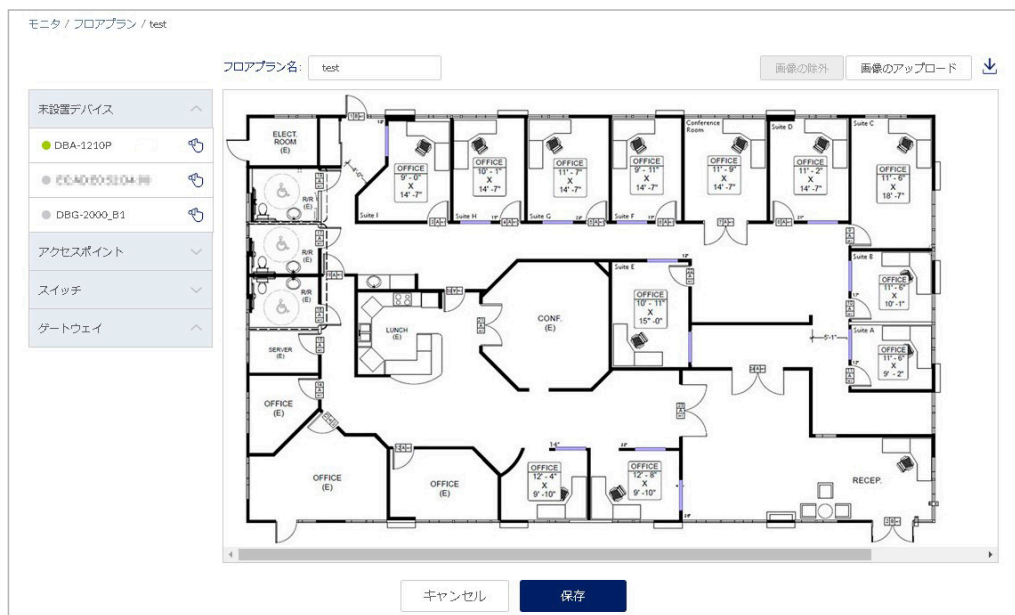 モニタ / フロアプラン / test
フロアプラン名: test
画像の除外
画像のアップロード
未設置デバイス
DBA-1210P
DBG-2000_B1
アクセスポイント
スイッチ
ゲートウェイ
ELECT.
ROOM
(E)
R/R
(E)
R/R
(E)
R/R
(E)
SERVER
(E)
OFFICE
(E)
OFFICE
(E)
OFFICE
(E)
LUNCH
(E)
CONF.
(E)
OFFICE
9' - 0"
X
14' -7"
Suite I
OFFICE
10' - 1"
X
14' -7"
Suite H
OFFICE
11' - 7"
X
14' -7"
Suite G
OFFICE
9' - 11"
X
14' -7"
Suite F
Conference
Room
OFFICE
11' - 9"
X
14' -7"
Suite D
OFFICE
11' - 2"
X
14' -7"
Suite C
OFFICE
11' - 6"
X
18' -7"
Suite E
OFFICE
10' - 11"
X
15" -0"
Suite B
OFFICE
11' - 6"
X
10' -1"
Suite A
OFFICE
11' - 6"
X
9' - 2"
5'-1"
OFFICE
12' - 4"
X
9' -10"
OFFICE
12' - 8"
X
9' -10"
RECEP.
キャンセル
保存